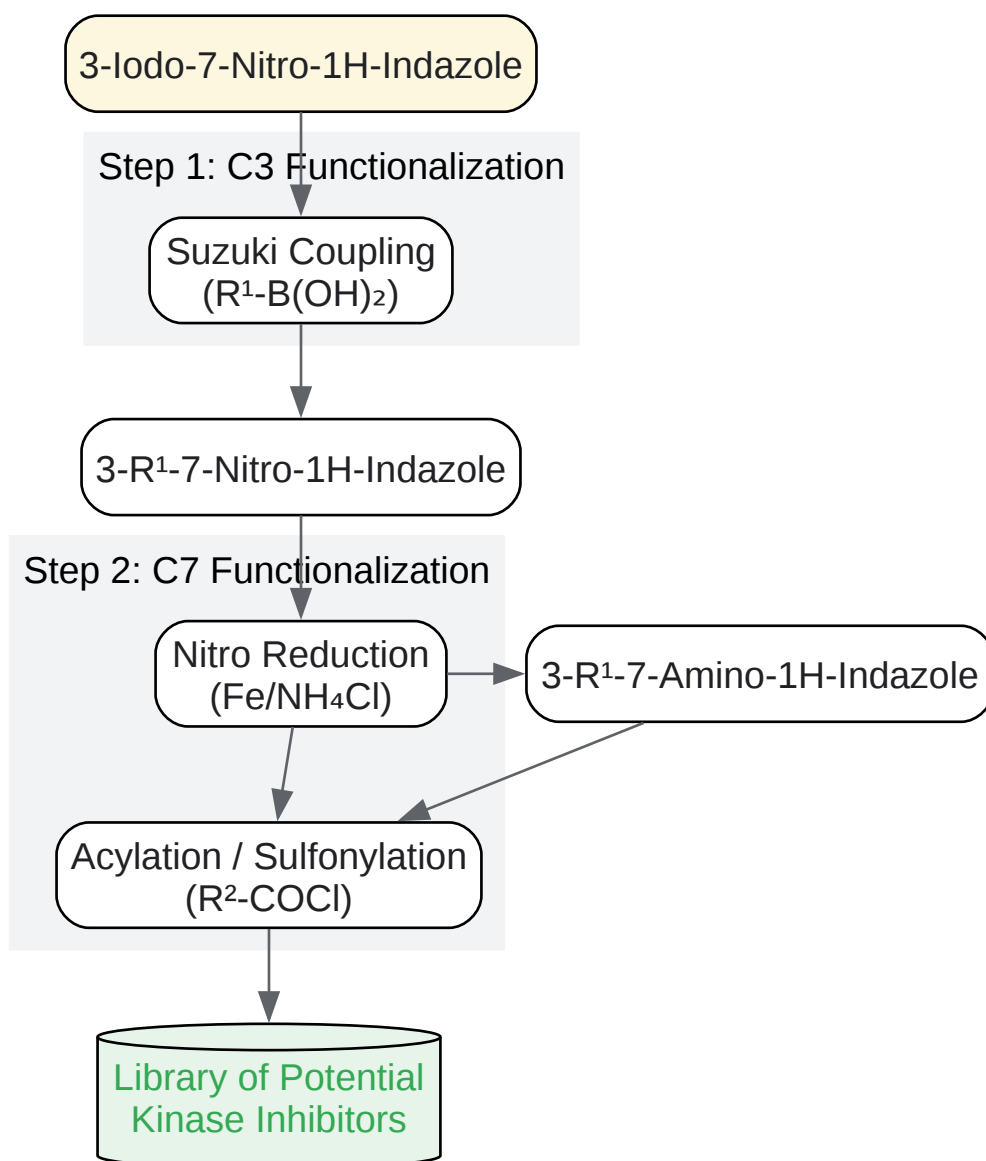 3-Iodo-7-Nitro-1H-Indazole
Step 1: C3 Functionalization
Suzuki Coupling
(R¹-B(OH)₂)
3-R¹-7-Nitro-1H-Indazole
Step 2: C7 Functionalization
Nitro Reduction
(Fe/NH₄Cl)
3-R¹-7-Amino-1H-Indazole
Acylation / Sulfonylation
(R²-COCl)
Library of Potential
Kinase Inhibitors